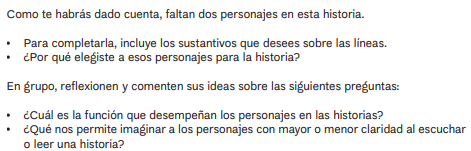 Como te habrás dado cuenta, faltan dos personajes en esta historia.
• Para completarla, incluye los sustantivos que desees sobre las líneas.
• ¿Por qué elegiste a esos personajes para la historia?
En grupo, reflexionen y comenten sus ideas sobre las siguientes preguntas:
• ¿Cuál es la función que desempeñan los personajes en las historias?
• ¿Qué nos permite imaginar a los personajes con mayor o menor claridad al escuchar
o leer una historia?